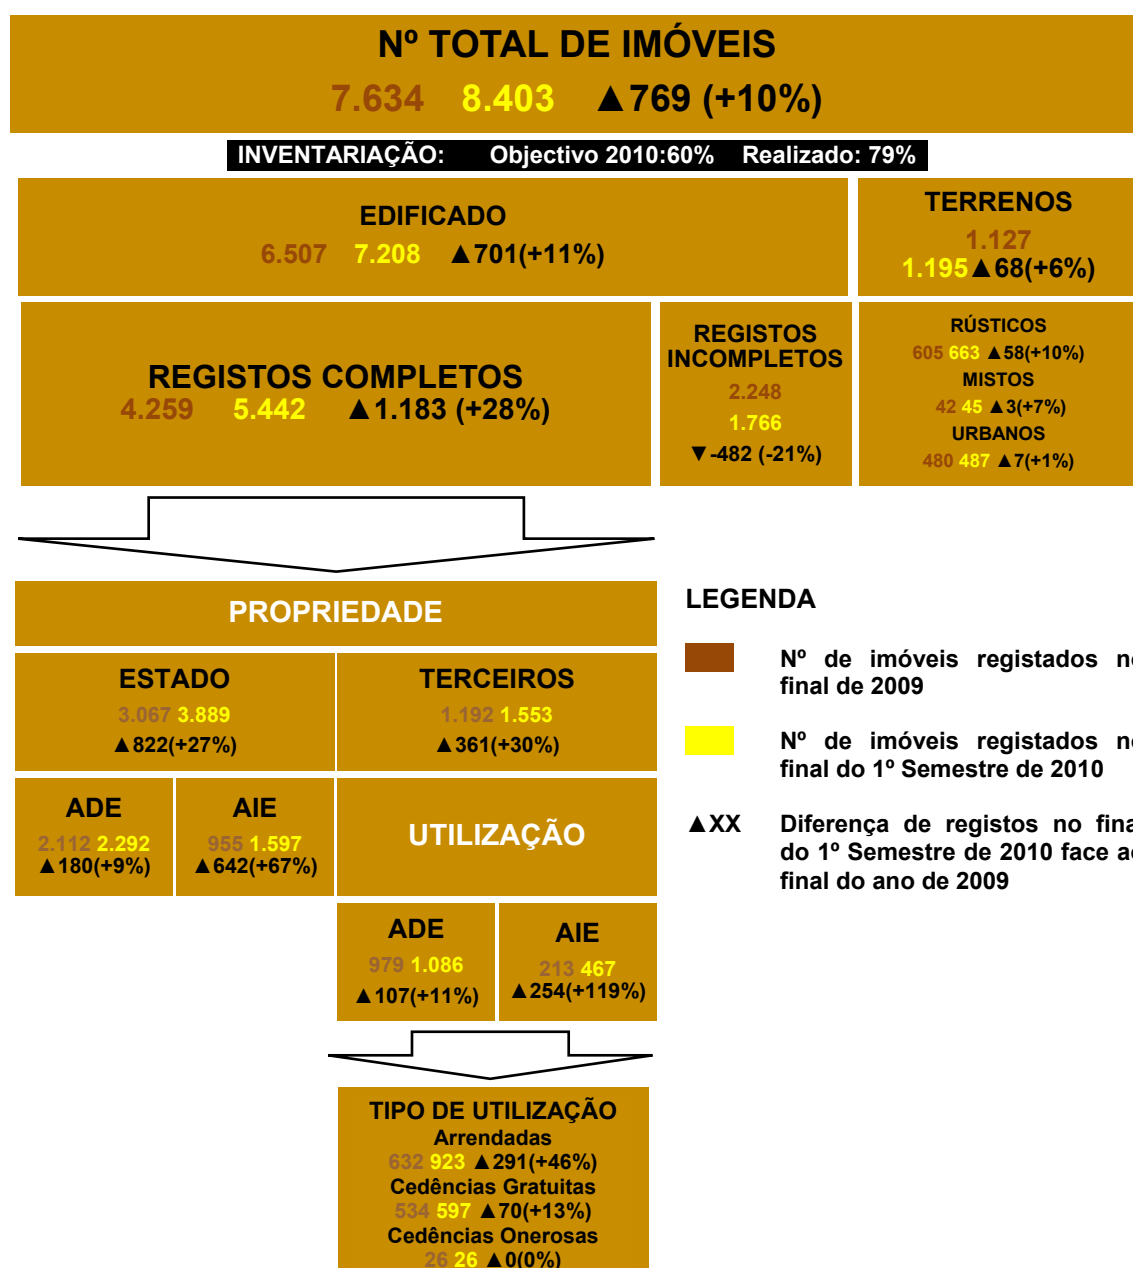 Nº TOTAL DE IMÓVEIS
7.634 8.403 ▲769 (+10%)
INVENTARIAÇÃO: Objectivo 2010:60% Realizado: 79%
EDIFICADO
6.507 7.208 ▲701(+11%)
TERRENOS
1.127
1.195▲68(+6%)
REGISTOS COMPLETOS
4.259 5.442 ▲1.183 (+28%)
REGISTOS
INCOMPLETOS
2.248
1.766
▼-482 (-21%)
RÚSTICOS
605 663 ▲58(+10%)
MISTOS
42 45 ▲3(+7%)
URBANOS
480 487 ▲7(+1%)
PROPRIEDADE
ESTADO
3.067 3.889
▲822(+27%)
TERCEIROS
1.192 1.553
▲361(+30%)
ADE
2.112 2.292
▲180(+9%)
AIE
955 1.597
▲642(+67%)
UTILIZAÇÃO
ADE
979 1.086
▲107(+11%)
AIE
213 467
▲254(+119%)
TIPO DE UTILIZAÇÃO
Arrendadas
632 923 ▲291(+46%)
Cedências Gratuitas
534 597 ▲70(+13%)
Cedências Onerosas
26 26 ▲0(0%)
LEGENDA
Nº de imóveis registados no
final de 2009
Nº de imóveis registados no
final do 1º Semestre de 2010
▲XX Diferença de registos no final
do 1º Semestre de 2010 face ao
final do ano de 2009